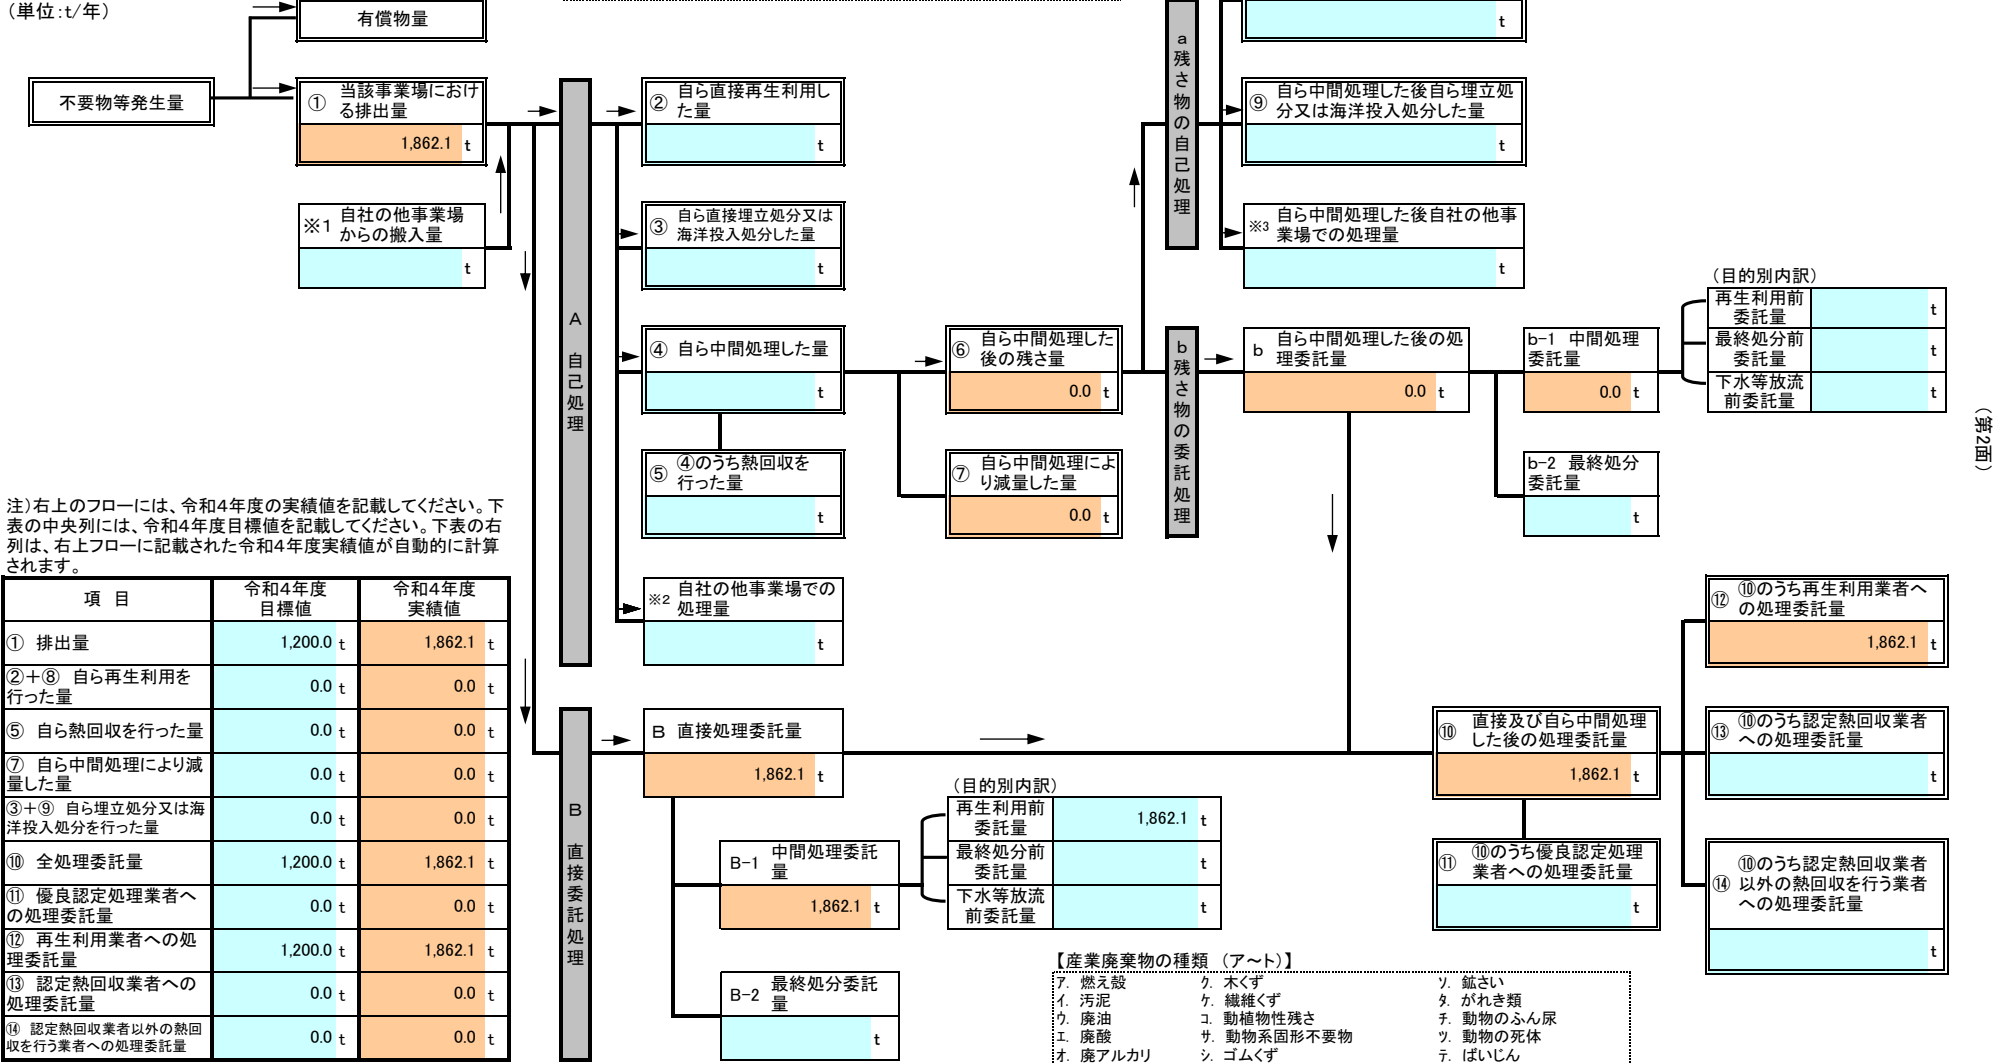 （単位：t/年）
有償物量
不要物等発生量
① 当該事業場におけ
る排出量
1,862.1 t
※1 自社の他事業場
からの搬入量
t
A 自己処理
② 自ら直接再生利用し
た量
t
③ 自ら直接埋立処分又は
海洋投入処分した量
t
④ 自ら中間処理した量
t
⑤ ④のうち熱回収を
行った量
t
※2 自社の他事業場での
処理量
t
⑥ 自ら中間処理した
後の残さ量
0.0 t
⑦ 自ら中間処理によ
り減量した量
0.0 t
a 残さ物の自己処理
t
⑨ 自ら中間処理した後自ら埋立処
分又は海洋投入処分した量
t
※3 自ら中間処理した後自社の他事
業場での処理量
t
b 残さ物の委託処理
b 自ら中間処理した後の処
理委託量
0.0 t
b-1 中間処理
委託量
0.0 t
b-2 最終処分
委託量
t
（目的別内訳）
再生利用前
委託量 t
最終処分前
委託量 t
下水等放流
前委託量 t
（第2面）
注）右上のフローには、令和4年度の実績値を記載してください。下
表の中央列には、令和4年度目標値を記載してください。下表の右
列は、右上フローに記載された令和4年度実績値が自動的に計算
されます。
項 目 令和4年度
目標値 令和4年度
実績値
① 排出量 1,200.0 t 1,862.1 t
②＋⑧ 自ら再生利用を
行った量 0.0 t 0.0 t
⑤ 自ら熱回収を行った量 0.0 t 0.0 t
⑦ 自ら中間処理により減
量した量 0.0 t 0.0 t
③＋⑨ 自ら埋立処分又は海
洋投入処分を行った量 0.0 t 0.0 t
⑩ 全処理委託量 1,200.0 t 1,862.1 t
⑪ 優良認定処理業者へ
の処理委託量 0.0 t 0.0 t
⑫ 再生利用業者への処
理委託量 1,200.0 t 1,862.1 t
⑬ 認定熱回収業者への
処理委託量 0.0 t 0.0 t
⑭ 認定熱回収業者以外の熱回
収を行う業者への処理委託量 0.0 t 0.0 t
B 直接委託処理
B 直接処理委託量
1,862.1 t
B-1 中間処理委託
量
1,862.1 t
B-2 最終処分委託
量
t
（目的別内訳）
再生利用前
委託量 1,862.1 t
最終処分前
委託量 t
下水等放流
前委託量 t
⑩ 直接及び自ら中間処理
した後の処理委託量
1,862.1 t
⑪ ⑩のうち優良認定処理
業者への処理委託量
t
⑫ ⑩のうち再生利用業者へ
の処理委託量
1,862.1 t
⑬ ⑩のうち認定熱回収業者
への処理委託量
t
⑭ ⑩のうち認定熱回収業者
以外の熱回収を行う業者
への処理委託量
t
【産業廃棄物の種類 （ア～ト）】
ア. 燃え殻 ク. 木くず ソ. 鉱さい
イ. 汚泥 ケ. 繊維くず タ. がれき類
ウ. 廃油 コ. 動植物性残さ チ. 動物のふん尿
エ. 廃酸 サ. 動物系固形不要物 ツ. 動物の死体
オ. 廃アルカリ シ. ゴムくず テ. ばいじん